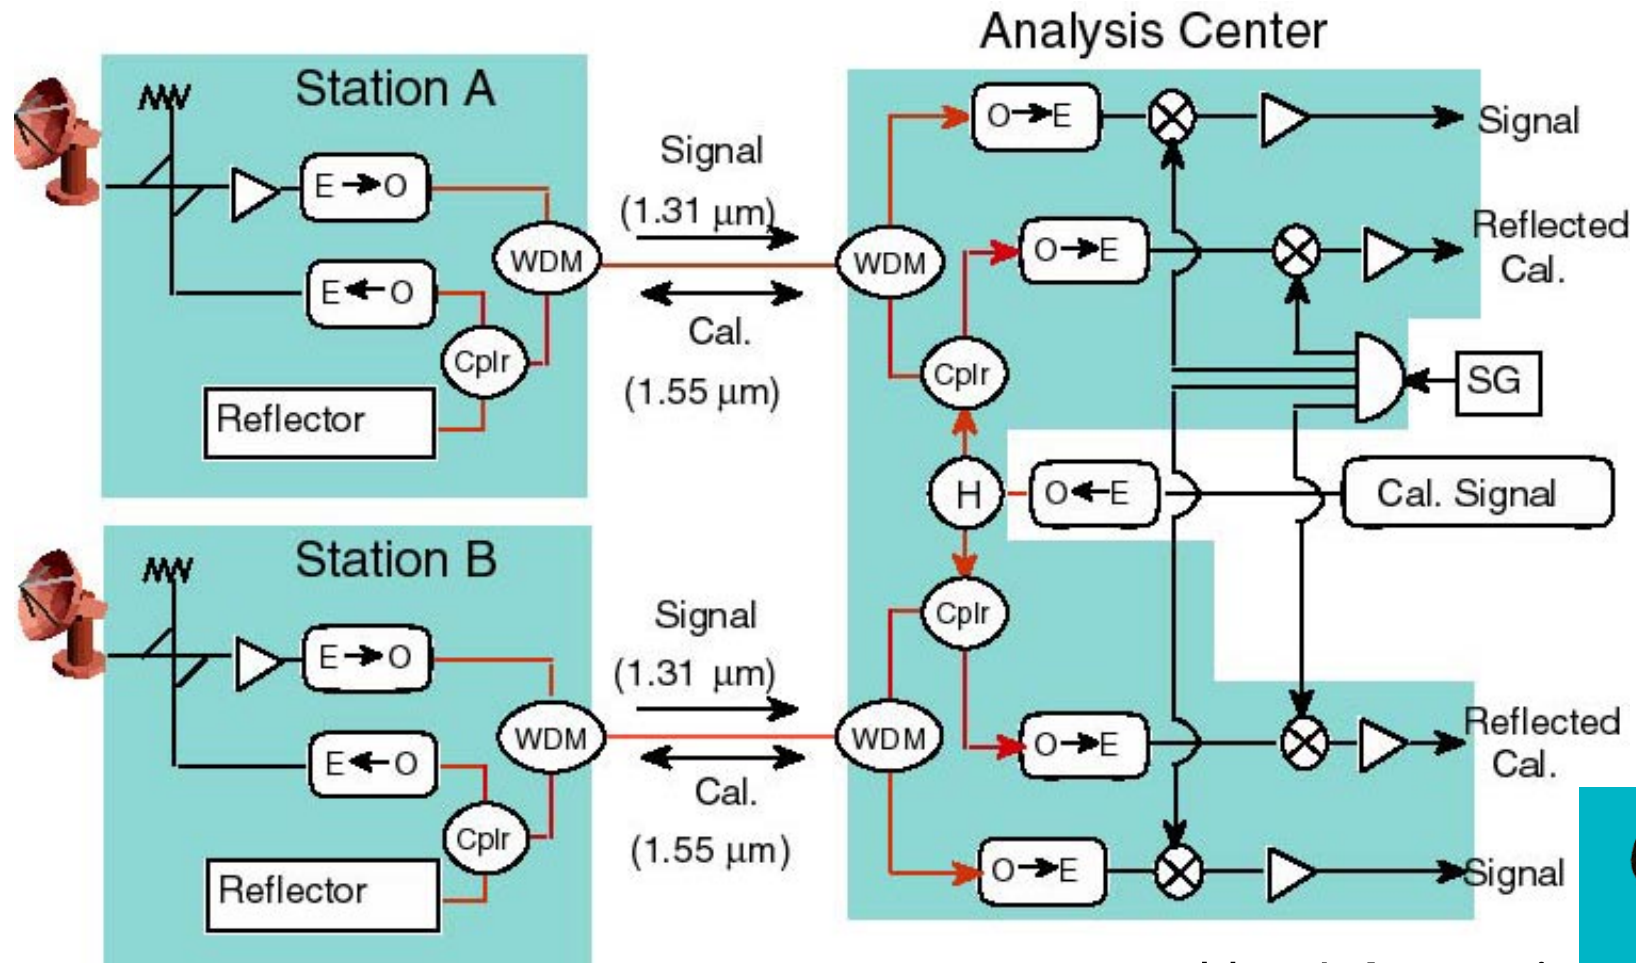 Analysis Center
Station A
E→O
WDM
E←O
Cplr
Reflector
Signal
(1.31 μm)
Cal.
(1.55 μm)
WDM
O→E
Signal
O→E
Reflected
Cal.
Cplr
SG
H
O←E
Cal. Signal
Station B
E→O
WDM
E←O
Cplr
Reflector
Signal
(1.31 μm)
Cal.
(1.55 μm)
Cplr
WDM
O→E
Reflected
Cal.
O→E
Signal